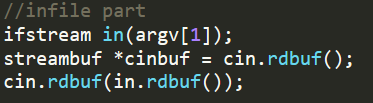 //infile part
ifstream in(argv[1]);
streambuf *cinbuf = cin.rdbuf();
cin.rdbuf(in.rdbuf());